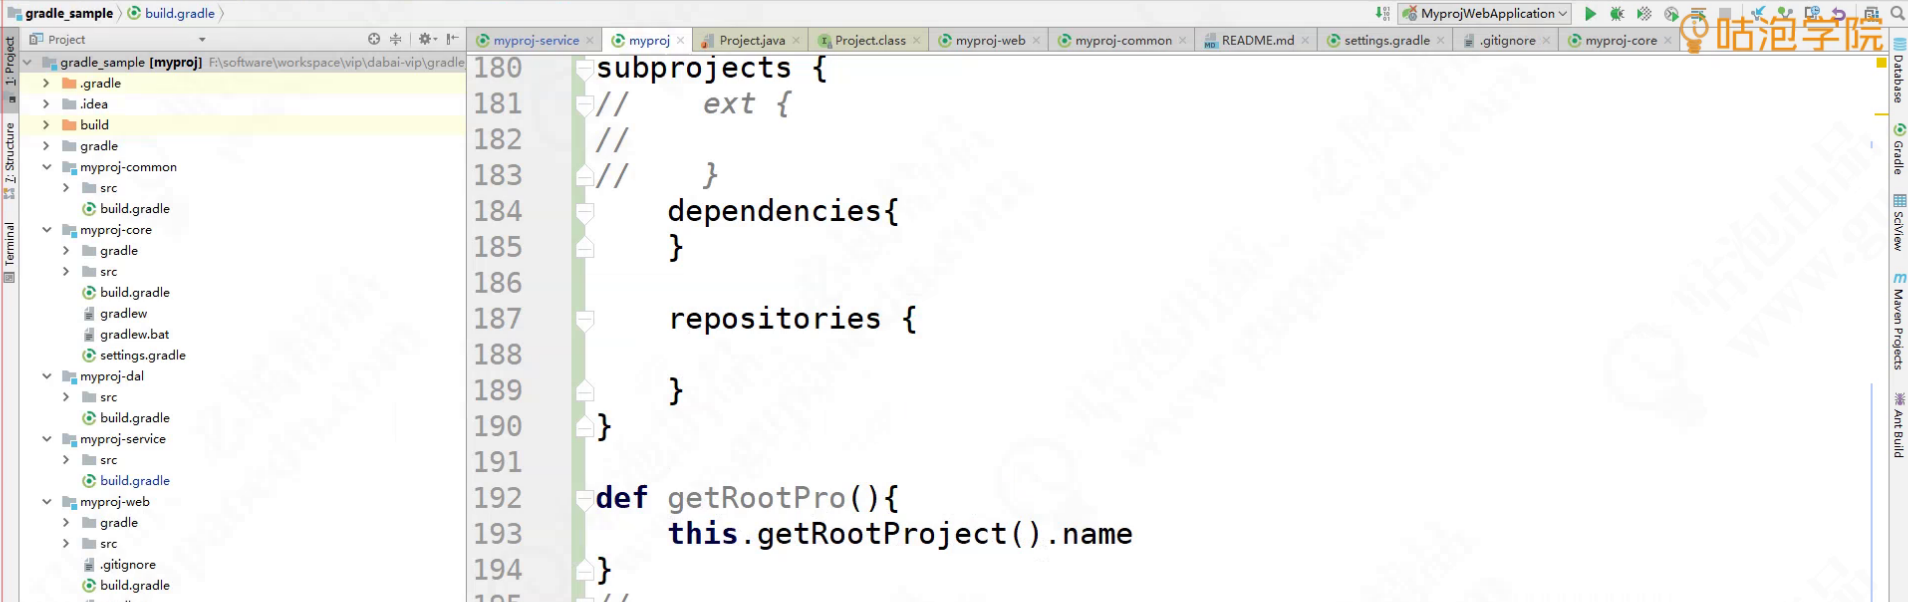 gradle_sample build.gradle
MyprojWebApplication
咕泡学院
Project
myproj-service myproj Project.java Project.class myproj-web myproj-common README.md settings.gradle .gitignore myproj-core
1: Project
7: Structure
Terminal
gradle_sample [myproj] F:\software\workspace\vip\dabai-vip\gradle
.gradle
.idea
build
gradle
myproj-common
src
build.gradle
myproj-core
gradle
src
build.gradle
gradlew
gradlew.bat
settings.gradle
myproj-dal
src
build.gradle
myproj-service
src
build.gradle
myproj-web
gradle
src
.gitignore
build.gradle
180 subprojects {
181 // ext {
182 //
183 // }
184 dependencies{
185 }
186
187 repositories {
188
189 }
190 }
191
192 def getRootPro(){
193 this.getRootProject().name
194 }
195 //
Database
Gradle
SciView
Maven Projects
Ant Build